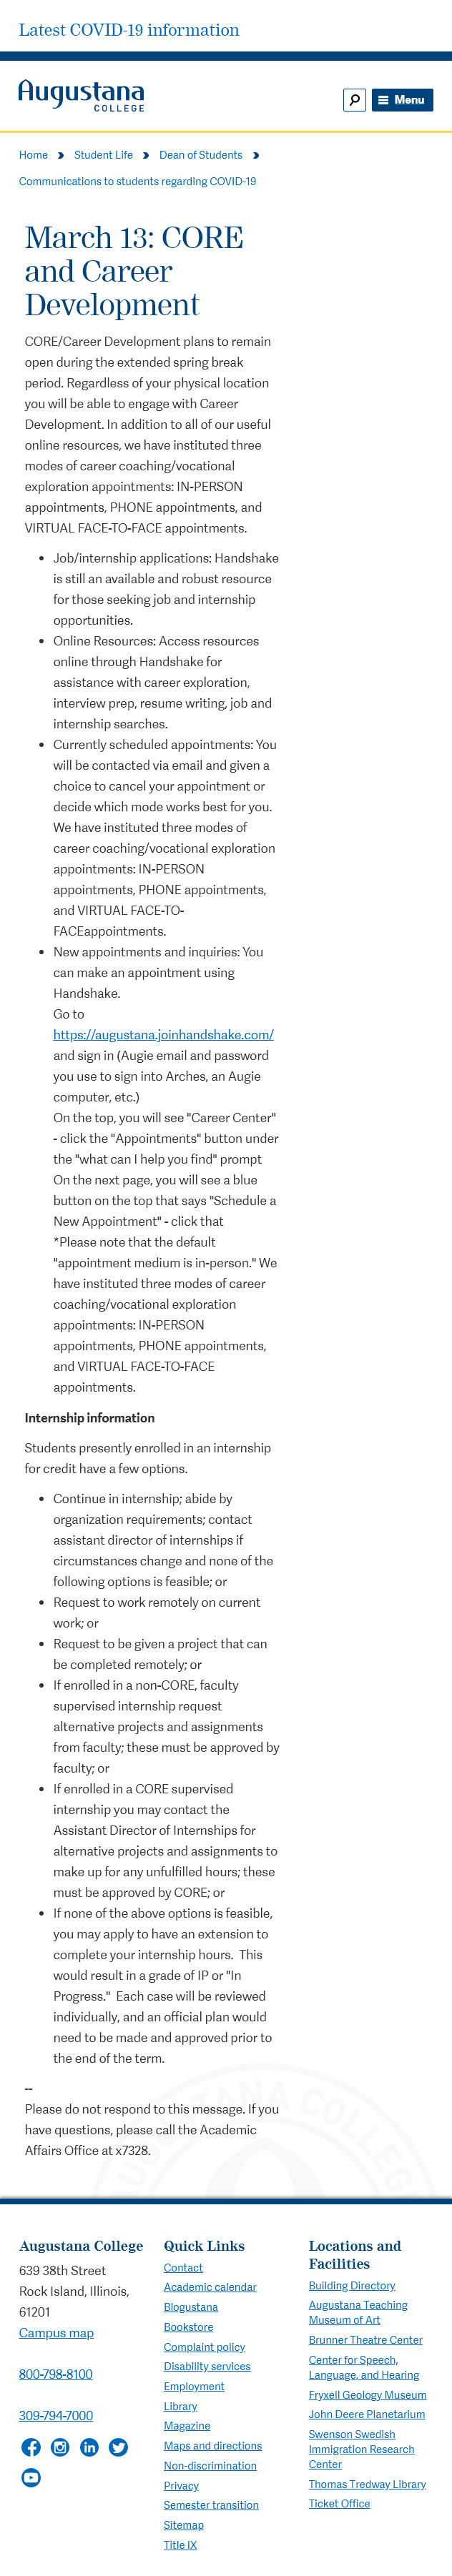 Latest COVID-19 information
Augustana
COLLEGE
Menu
Home Student Life Dean of Students
Communications to students regarding COVID-19
March 13: CORE
and Career
Development
CORE/Career Development plans to remain
open during the extended spring break
period. Regardless of your physical location
you will be able to engage with Career
Development. In addition to all of our useful
online resources, we instituted three
modes of career coaching/vocational
exploration appointments: IN-PERSON
appointments, PHONE appointments, and
VIRTUAL FACE-TO-FACE appointments.
• Job/internship applications: Handshake
is still an available and robust resource
for those seeking job and internship
opportunities.
• Online Resources: Access resources
online through Handshake for
assistance with career exploration,
interview prep, resume writing, job and
internship searches.
• Currently scheduled appointments: You
will be contacted via email and given a
choice to cancel your appointment or
decide which mode works best for you.
We have instituted three modes of
career coaching/vocational exploration
appointments: IN-PERSON
appointments, PHONE appointments,
and VIRTUAL FACE-TO-
FACEappointments.
• New appointments and inquiries: You
can make an appointment using
Handshake.
Go to
https://augustana.joinhandshake.com/
and sign in (Augie email and password
you use to sign into Arches, an Augie
computer, etc.)
On the top, you will see "Career Center"
- click the "Appointments" button under
the "what can I help you find" prompt
On the next page, you will see a blue
button on the top that says "Schedule a
New Appointment" - click that
*Please note that the default
"appointment medium is in-person." We
have instituted three modes of career
coaching/vocational exploration
appointments: IN-PERSON
appointments, PHONE appointments,
and VIRTUAL FACE-TO-FACE
appointments.
Internship information
Students presently enrolled in an internship
for credit have a few options.
• Continue in internship; abide by
organization requirements; contact
assistant director of internships if
circumstances change and none of the
following options is feasible; or
• Request to work remotely on current
work; or
• Request to be given a project that can
be completed remotely; or
• If enrolled in a non-CORE, faculty
supervised internship request
alternative projects and assignments
from faculty; these must be approved by
faculty; or
• If enrolled in a CORE supervised
internship you may contact the
Assistant Director of Internships for
alternative projects and assignments to
make up for any unfulfilled hours; these
must be approved by CORE; or
• If none of the above options is feasible,
you may apply to have an extension to
complete your internship hours. This
would result in a grade of IP or "In
Progress." Each case will be reviewed
individually, and an official plan would
need to be made and approved prior to
the end of the term.
--
Please do not respond to this message. If you
have questions, please call the Academic
Affairs Office at x7328.
AUGUSTANA COLLEGE
Augustana College
639 38th Street
Rock Island, Illinois,
61201
Campus map
800-798-8100
309-794-7000
Quick Links
Contact
Academic calendar
Blogustana
Bookstore
Complaint policy
Disability services
Employment
Library
Magazine
Maps and directions
Non-discrimination
Privacy
Semester transition
Sitemap
Title IX
Locations and
Facilities
Building Directory
Augustana Teaching
Museum of Art
Brunner Theatre Center
Center for Speech,
Language, and Hearing
Fryxell Geology Museum
John Deere Planetarium
Swenson Swedish
Immigration Research
Center
Thomas Tredway Library
Ticket Office